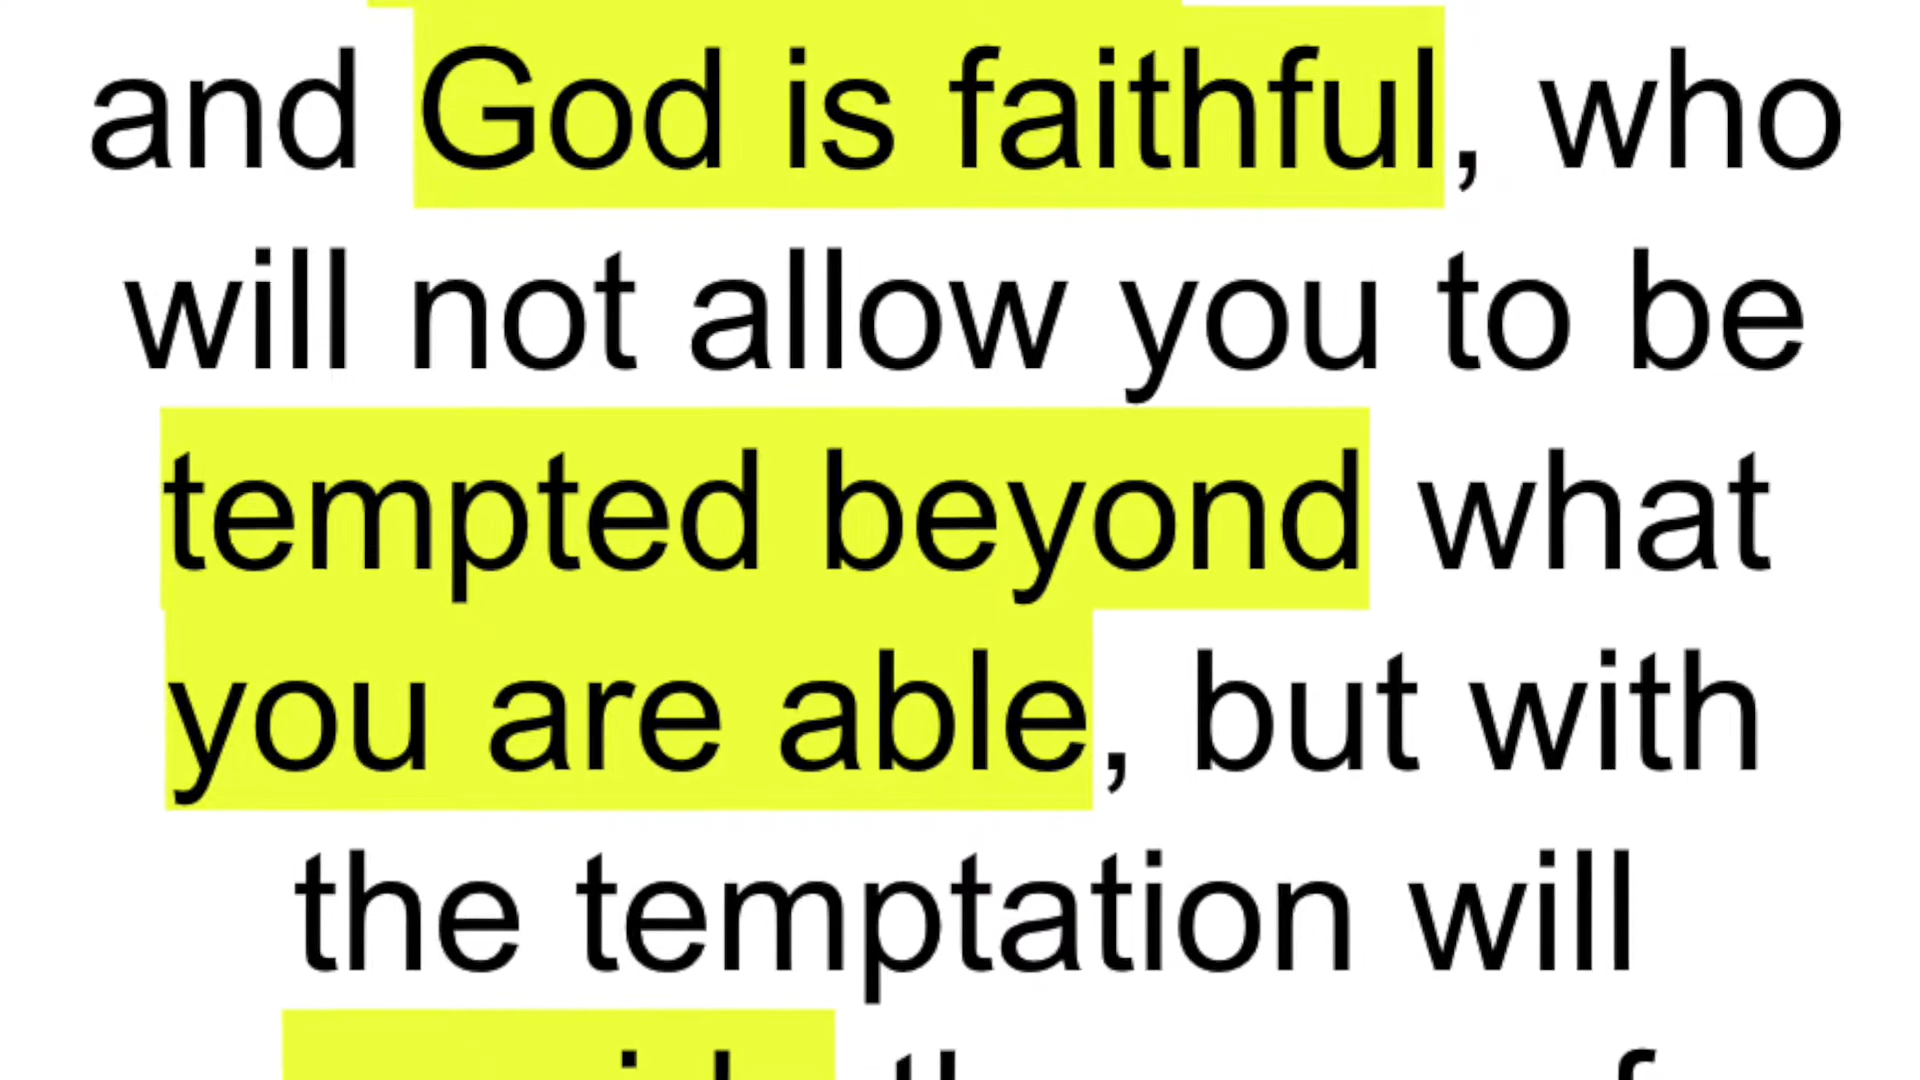 and God is faithful, who
will not allow you to be
tempted beyond what
you are able, but with
the temptation will